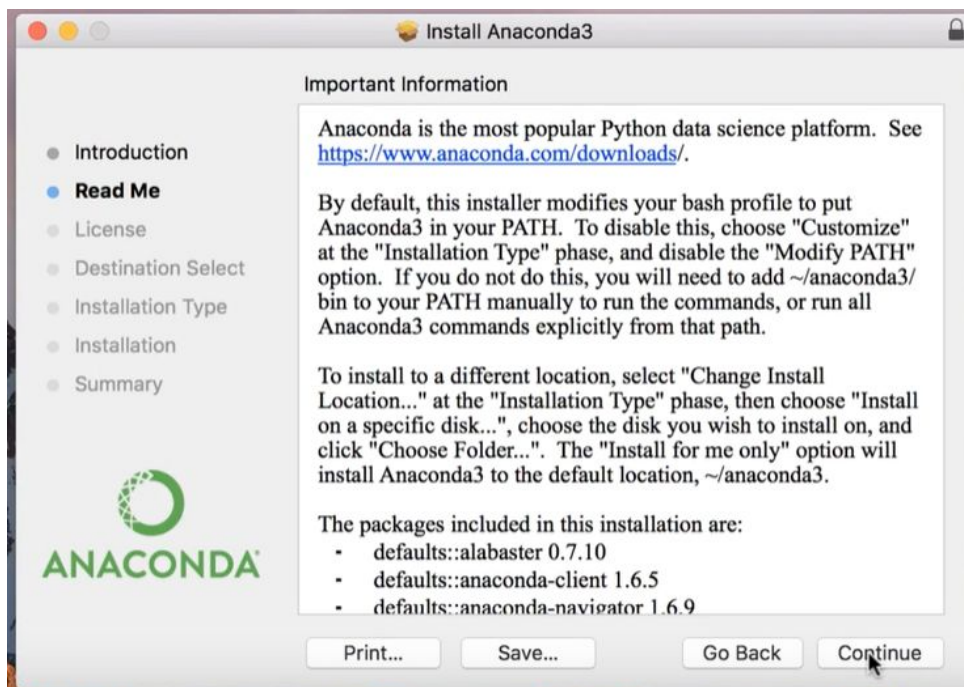 Install Anaconda3
Important Information
Introduction
Read Me
License
Destination Select
Installation Type
Installation
Summary
ANACONDA
Anaconda is the most popular Python data science platform. See
https://www.anaconda.com/downloads/.
By default, this installer modifies your bash profile to put
Anaconda3 in your PATH. To disable this, choose "Customize"
at the "Installation Type" phase, and disable the "Modify PATH"
option. If you do not do this, you will need to add ~/anaconda3/
bin to your PATH manually to run the commands, or run all
Anaconda3 commands explicitly from that path.
To install to a different location, select "Change Install
Location..." at the "Installation Type" phase, then choose "Install
on a specific disk...", choose the disk you wish to install on, and
click "Choose Folder...". The "Install for me only" option will
install Anaconda3 to the default location, ~/anaconda3.
The packages included in this installation are:
- defaults::alabaster 0.7.10
- defaults::anaconda-client 1.6.5
- defaults::anaconda-navigator 1.6.9
Print...
Save...
Go Back
Continue